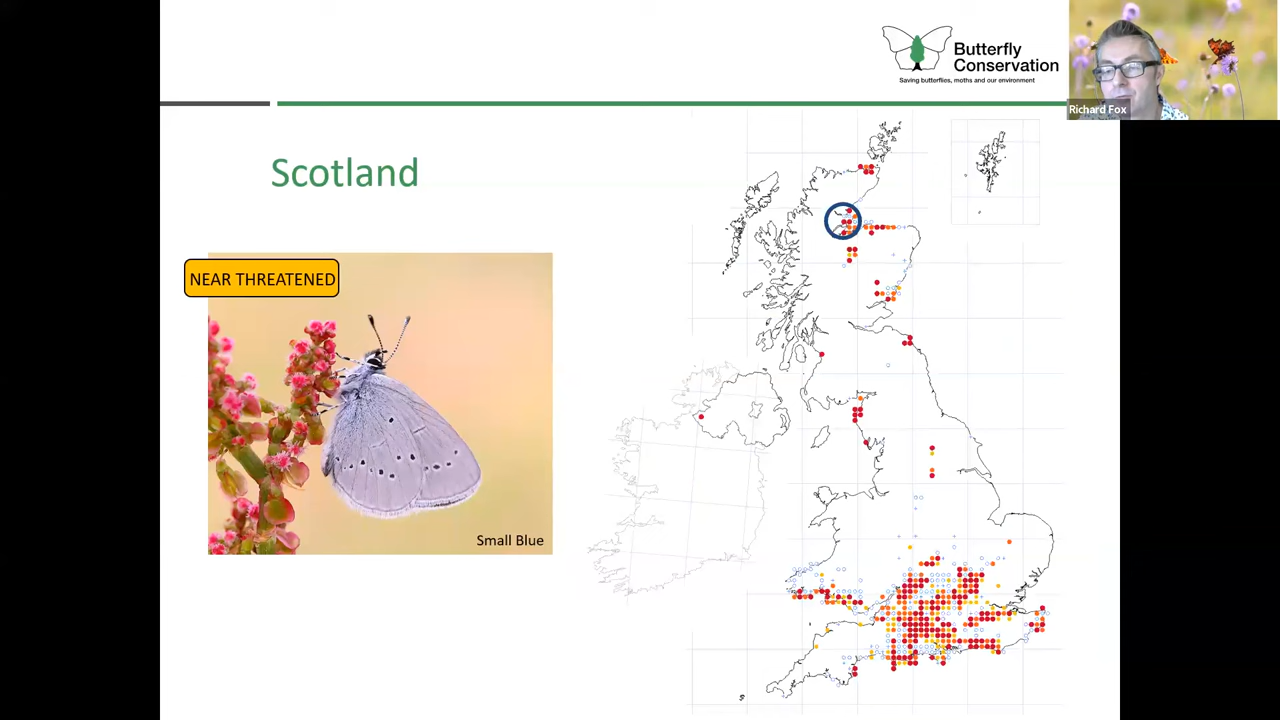 Butterfly
Conservation
Saving butterflies, moths and our environment
Richard Fox
Scotland
NEAR THREATENED
Small Blue